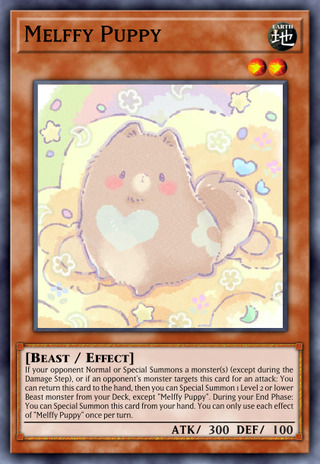 Melffy Puppy
EARTH
地
[Beast / Effect]
If your opponent Normal or Special Summons a monster(s) (except during the
Damage Step), or if an opponent's monster targets this card for an attack: You
can return this card to the hand, then you can Special Summon 1 Level 2 or lower
Beast monster from your Deck, except "Melffy Puppy". During your End Phase:
You can Special Summon this card from your hand. You can only use each effect
of "Melffy Puppy" once per turn.
ATK/ 300 DEF/ 100